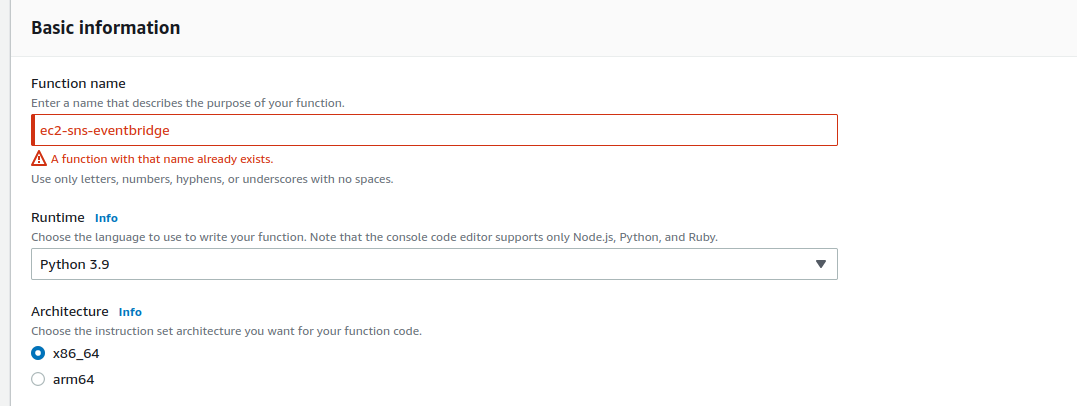 Basic information
Function name
Enter a name that describes the purpose of your function.
ec2-sns-eventbridge
A function with that name already exists.
Use only letters, numbers, hyphens, or underscores with no spaces.
Runtime Info
Choose the language to use to write your function. Note that the console code editor supports only Node.js, Python, and Ruby.
Python 3.9
Architecture Info
Choose the instruction set architecture you want for your function code.
x86_64
arm64